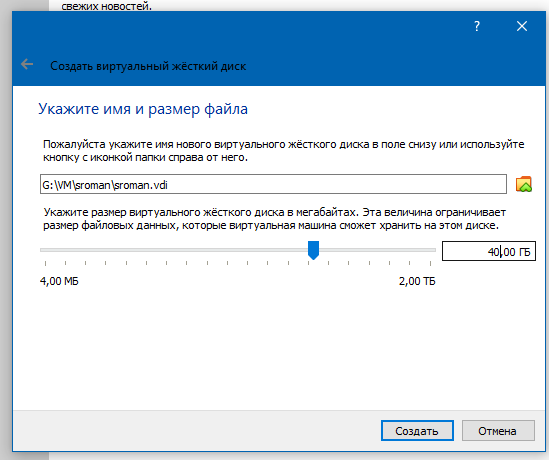 свежих новостей.
?
Создать виртуальный жёсткий диск
Укажите имя и размер файла
Пожалуйста укажите имя нового виртуального жёсткого диска в поле снизу или используйте
кнопку с иконкой папки справа от него.
G:\VM\sroman\sroman.vdi
Укажите размер виртуального жёсткого диска в мегабайтах. Эта величина ограничивает
размер файловых данных, которые виртуальная машина сможет хранить на этом диске.
40,00 ГБ
4,00 МБ 2,00 ТБ
Создать Отмена